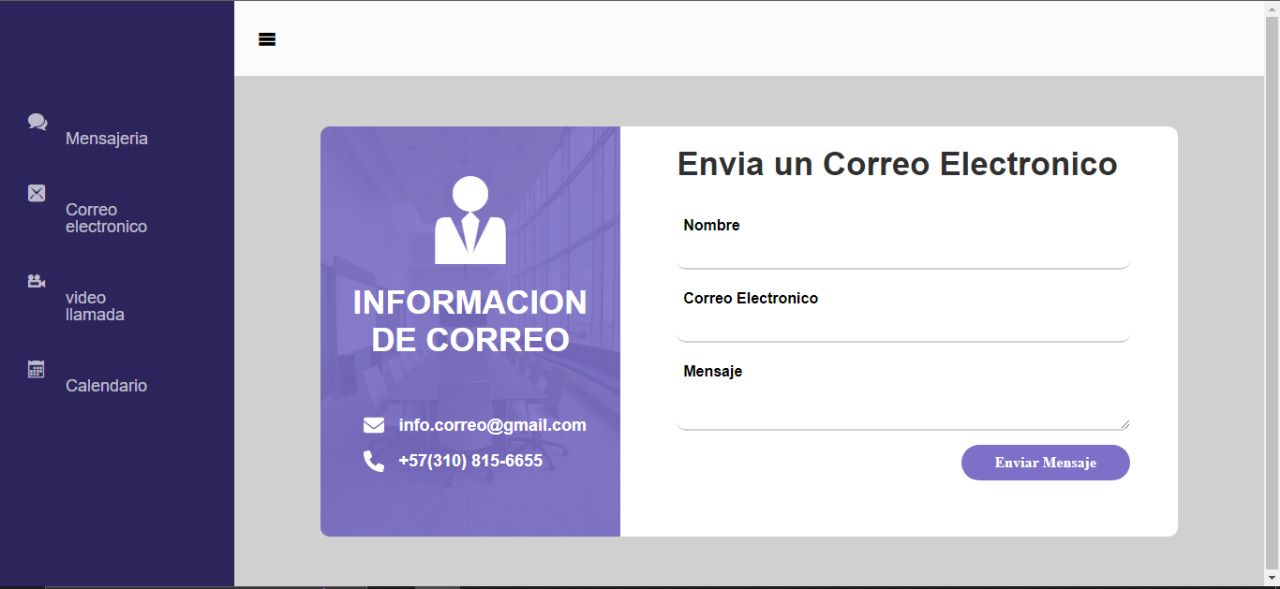 Mensajeria
Correo
electronico
video
llamada
Calendario
INFORMACION
DE CORREO
info.correo@gmail.com
+57(310) 815-6655
Envia un Correo Electronico
Nombre
Correo Electronico
Mensaje
Enviar Mensaje